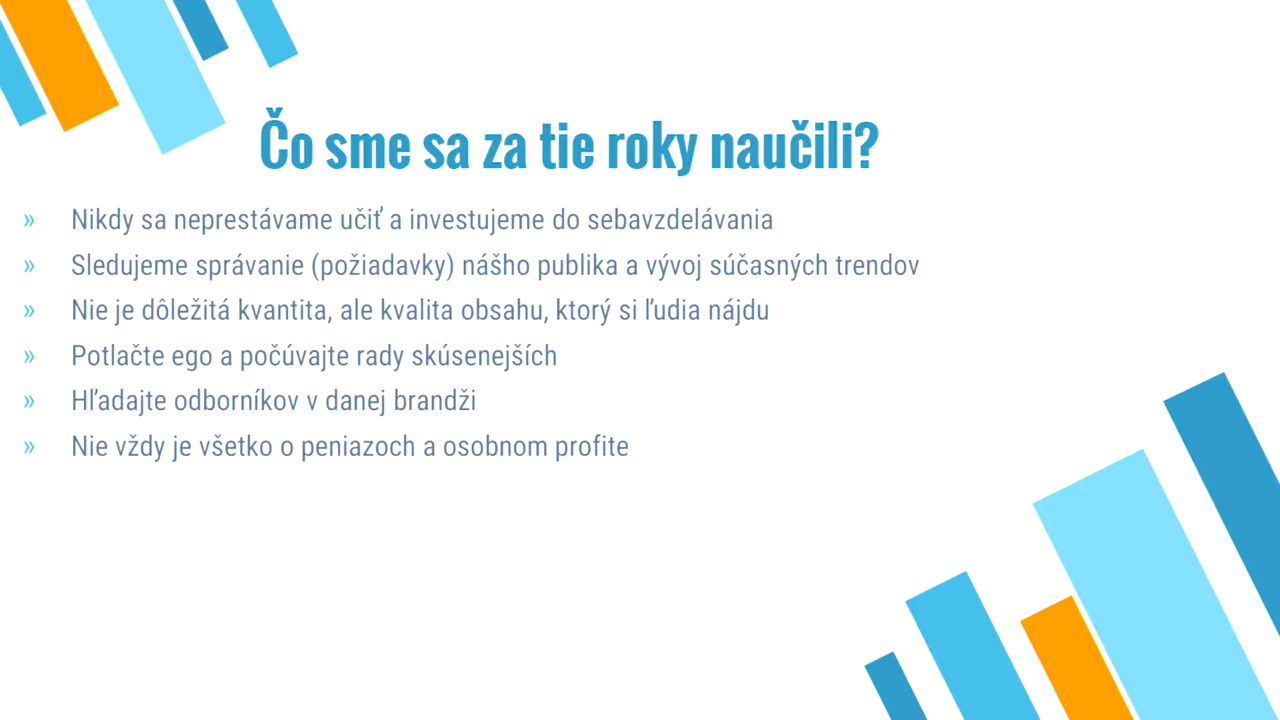 Čo sme sa za tie roky naučili?
» Nikdy sa neprestávame učiť a investujeme do sebavzdelávania
» Sledujeme správanie (požiadavky) nášho publika a vývoj súčasných trendov
» Nie je dôležitá kvantita, ale kvalita obsahu, ktorý si ľudia nájdu
» Potlačte ego a počúvajte rady skúsenejších
» Hľadajte odborníkov v danej brandži
» Nie vždy je všetko o peniazoch a osobnom profite